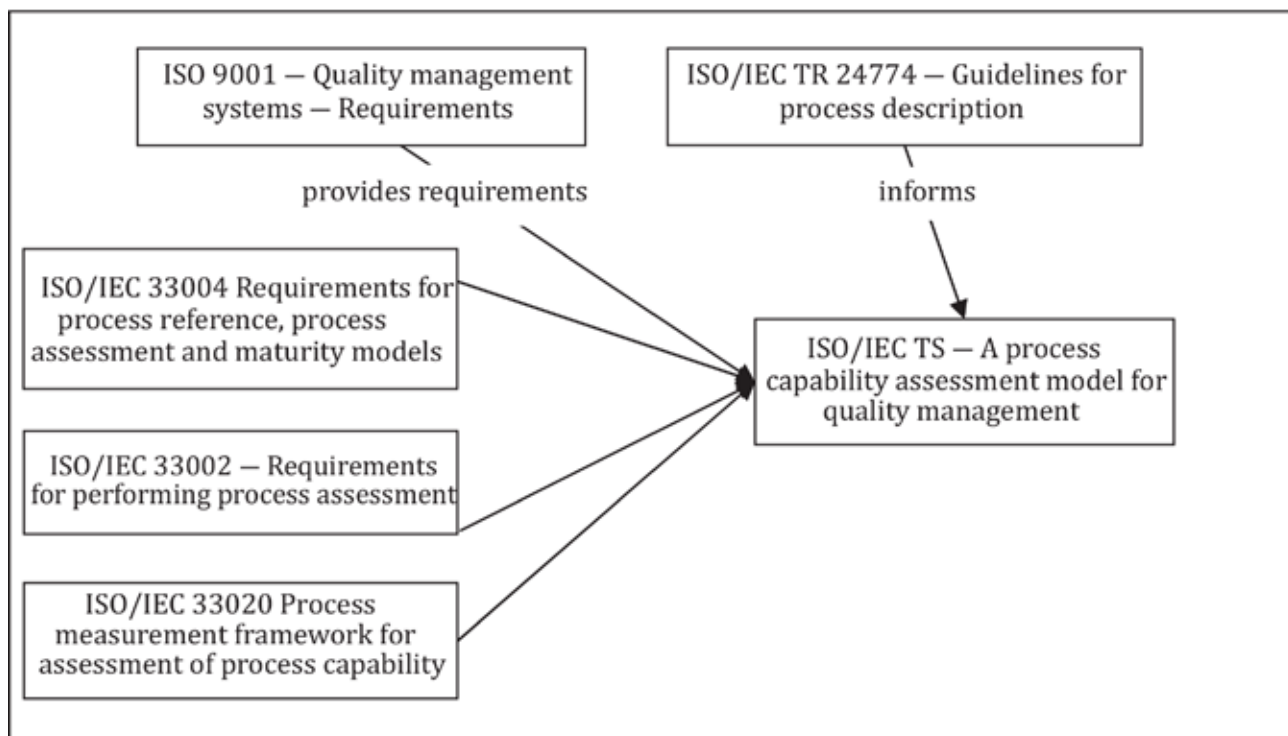 ISO 9001 — Quality management
systems — Requirements
ISO/IEC TR 24774 — Guidelines for
process description
provides requirements
informs
ISO/IEC 33004 Requirements for
process reference, process
assessment and maturity models
ISO/IEC TS — A process
capability assessment model for
quality management
ISO/IEC 33002 — Requirements
for performing process assessment
ISO/IEC 33020 Process
measurement framework for
assessment of process capability